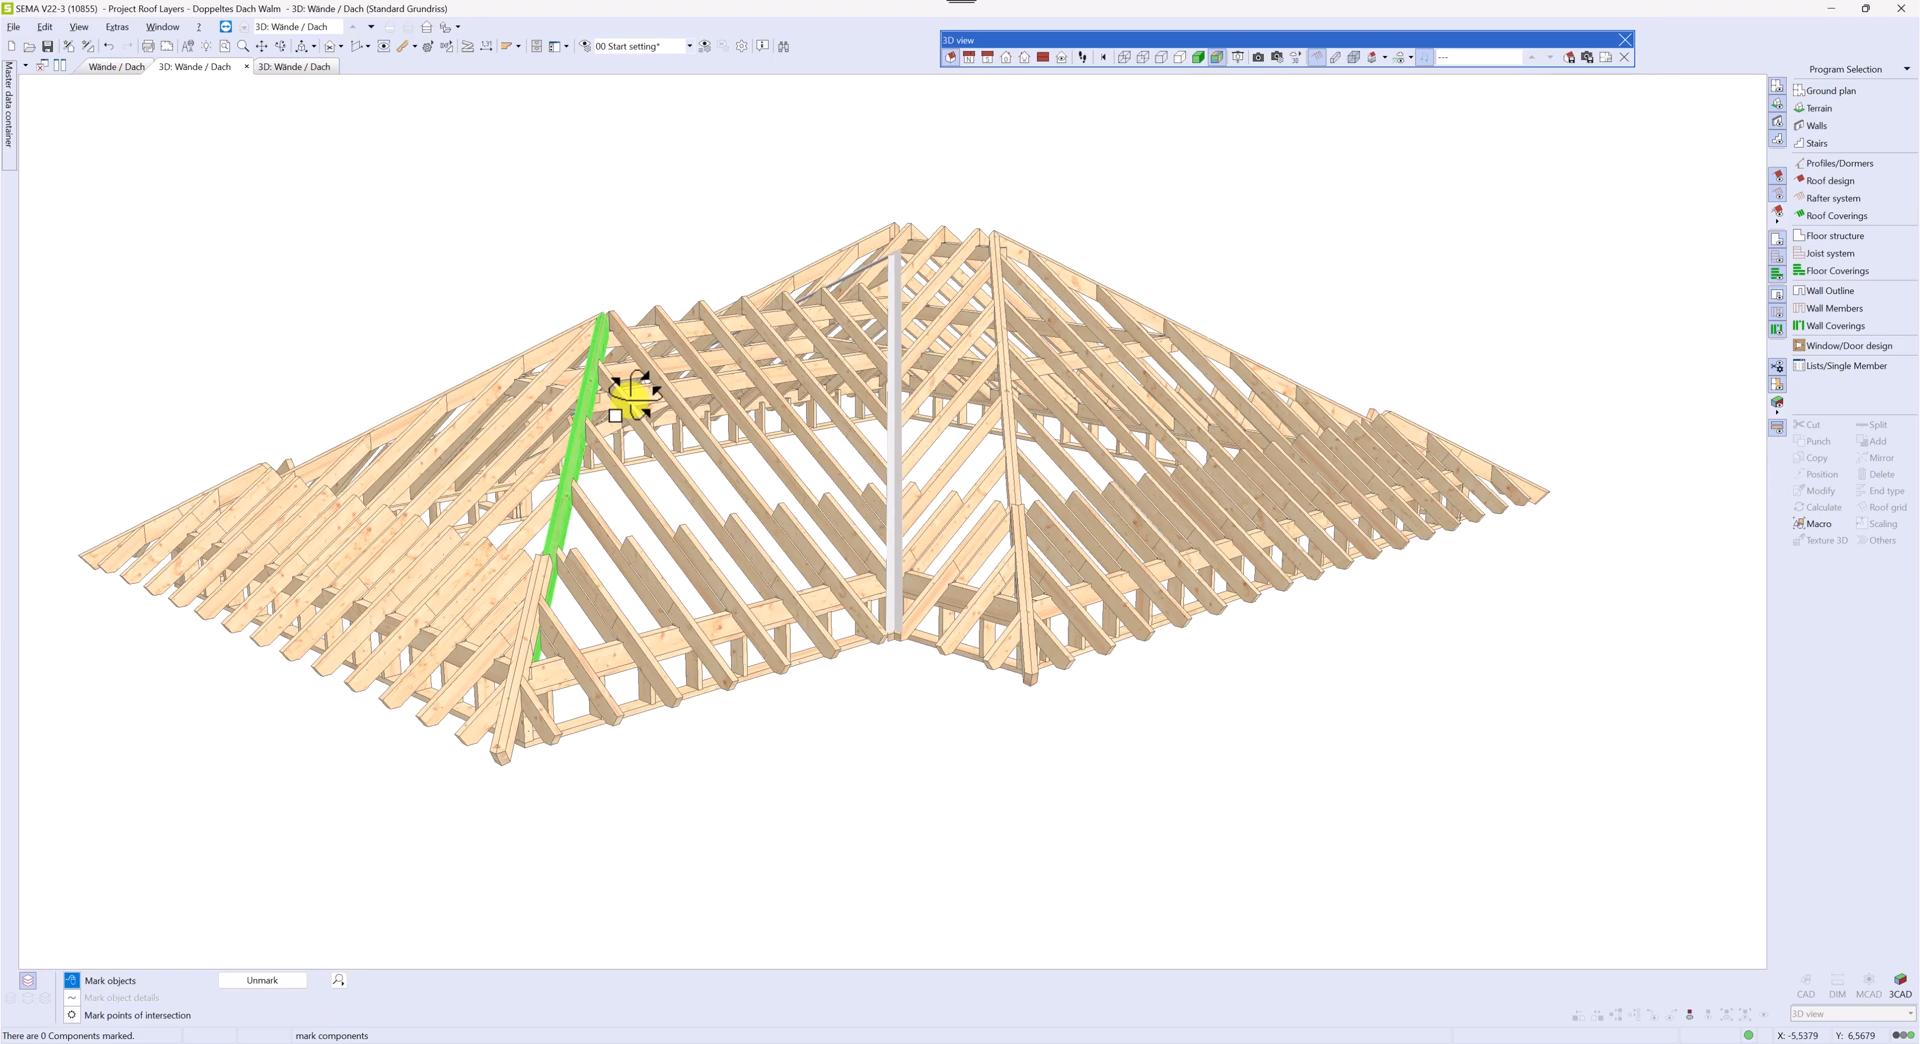 SEMA V22-3 (10855) - Project Roof Layers - Doppeltes Dach Walm - 3D: Wände / Dach (Standard Grundriss)
File Edit View Extras Window ? 3D: Wände / Dach
00 Start setting*
3D view
---
Wände / Dach 3D: Wände / Dach × 3D: Wände / Dach
Master data container
Program Selection
Ground plan
Terrain
Walls
Stairs
Profiles/Dormers
Roof design
Rafter system
Roof Coverings
Floor structure
Joist system
Floor Coverings
Wall Outline
Wall Members
Wall Coverings
Window/Door design
Lists/Single Member
Cut Split
Punch Add
Copy Mirror
Position Delete
Modify End type
Calculate Roof grid
Macro Scaling
Texture 3D Others
Mark objects Unmark
Mark object details
Mark points of intersection
CAD DIM MCAD 3CAD
3D view
There are 0 Components marked. mark components X: -5,5379 Y: 6,5679